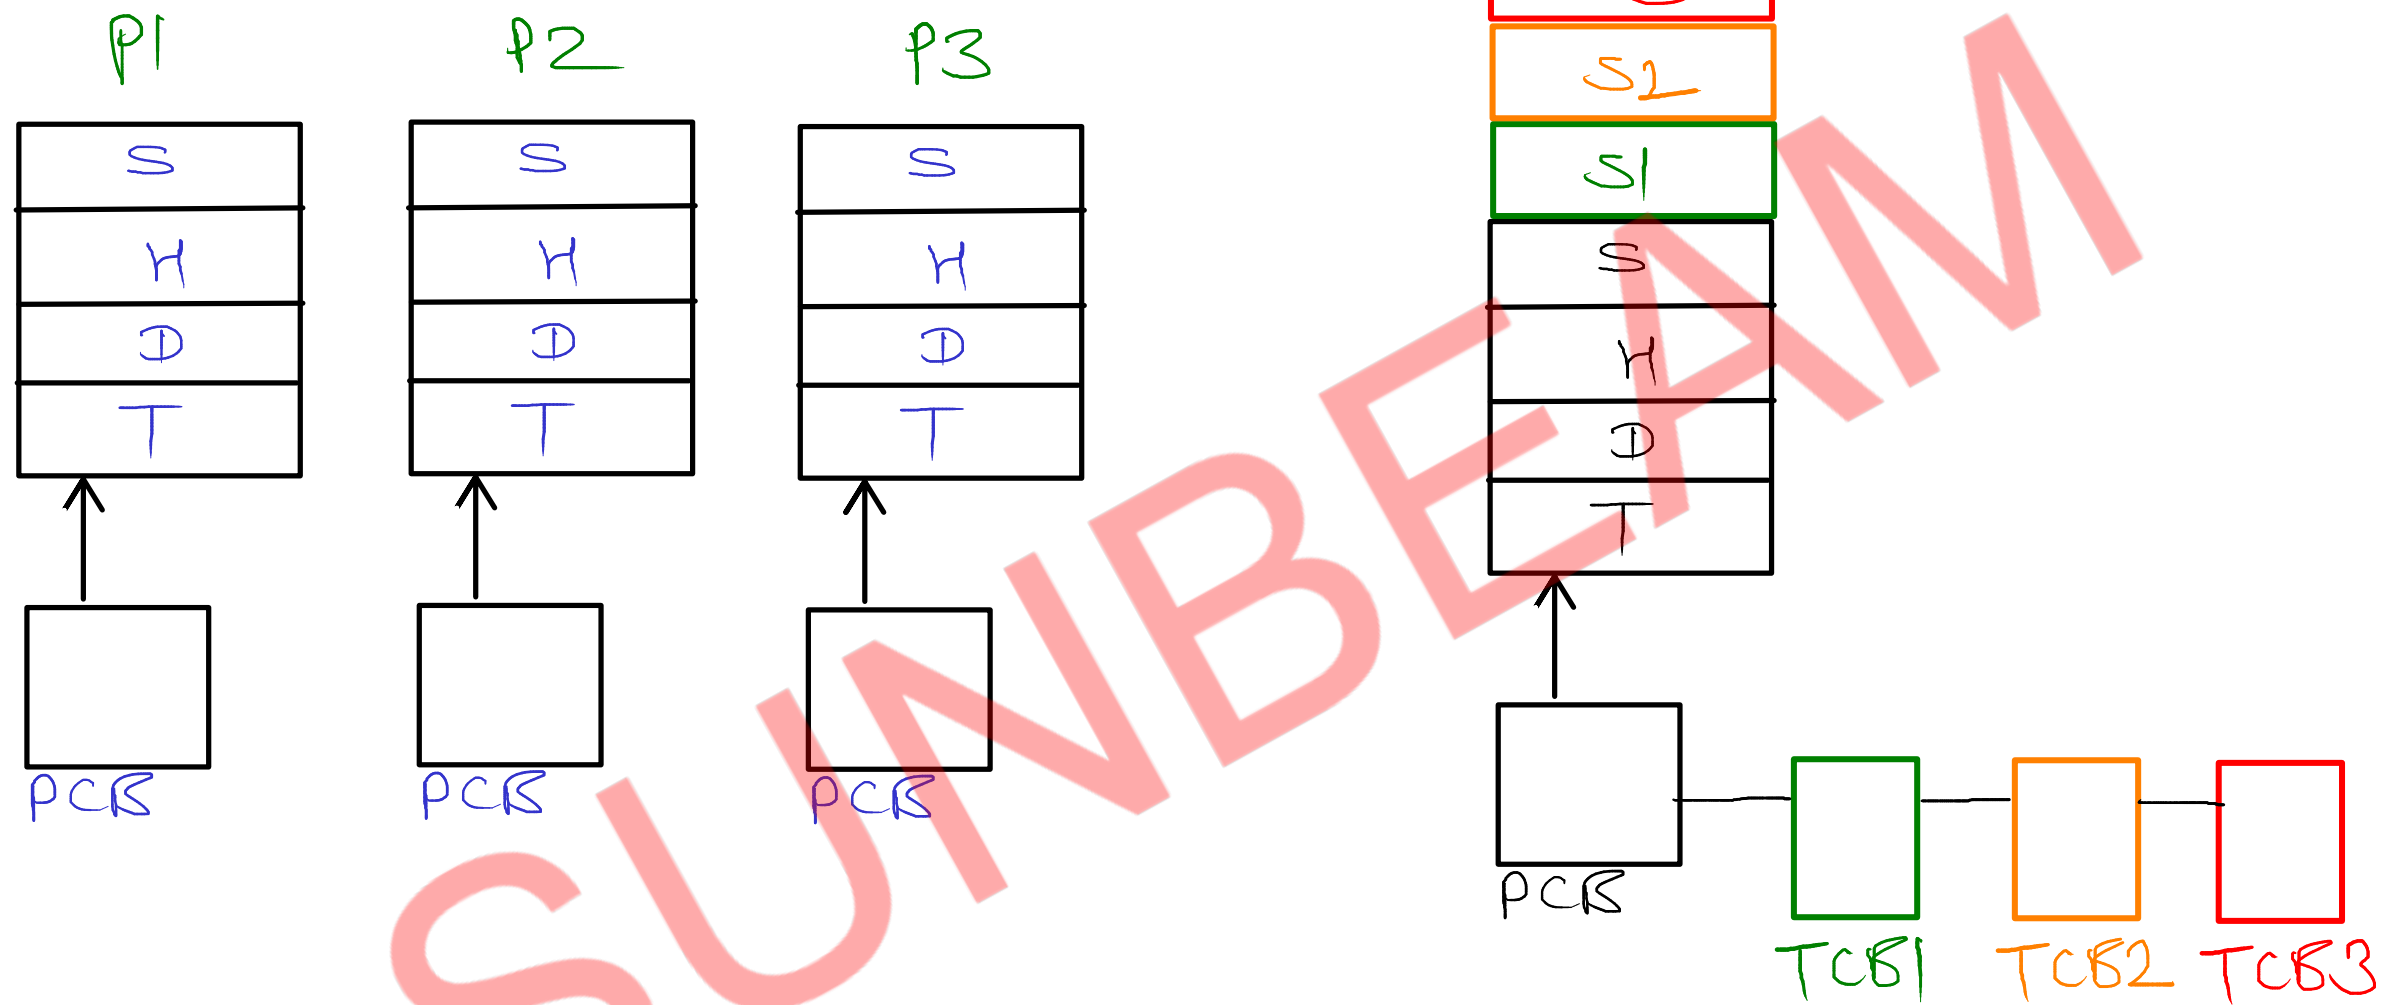 P1 P2 P3
S2
S1
S S S
S
H H H
H
D D D
D
T T T
T
PCB PCB PCB
PCB
TCB1 TCB2 TCB3
SUNBEAM